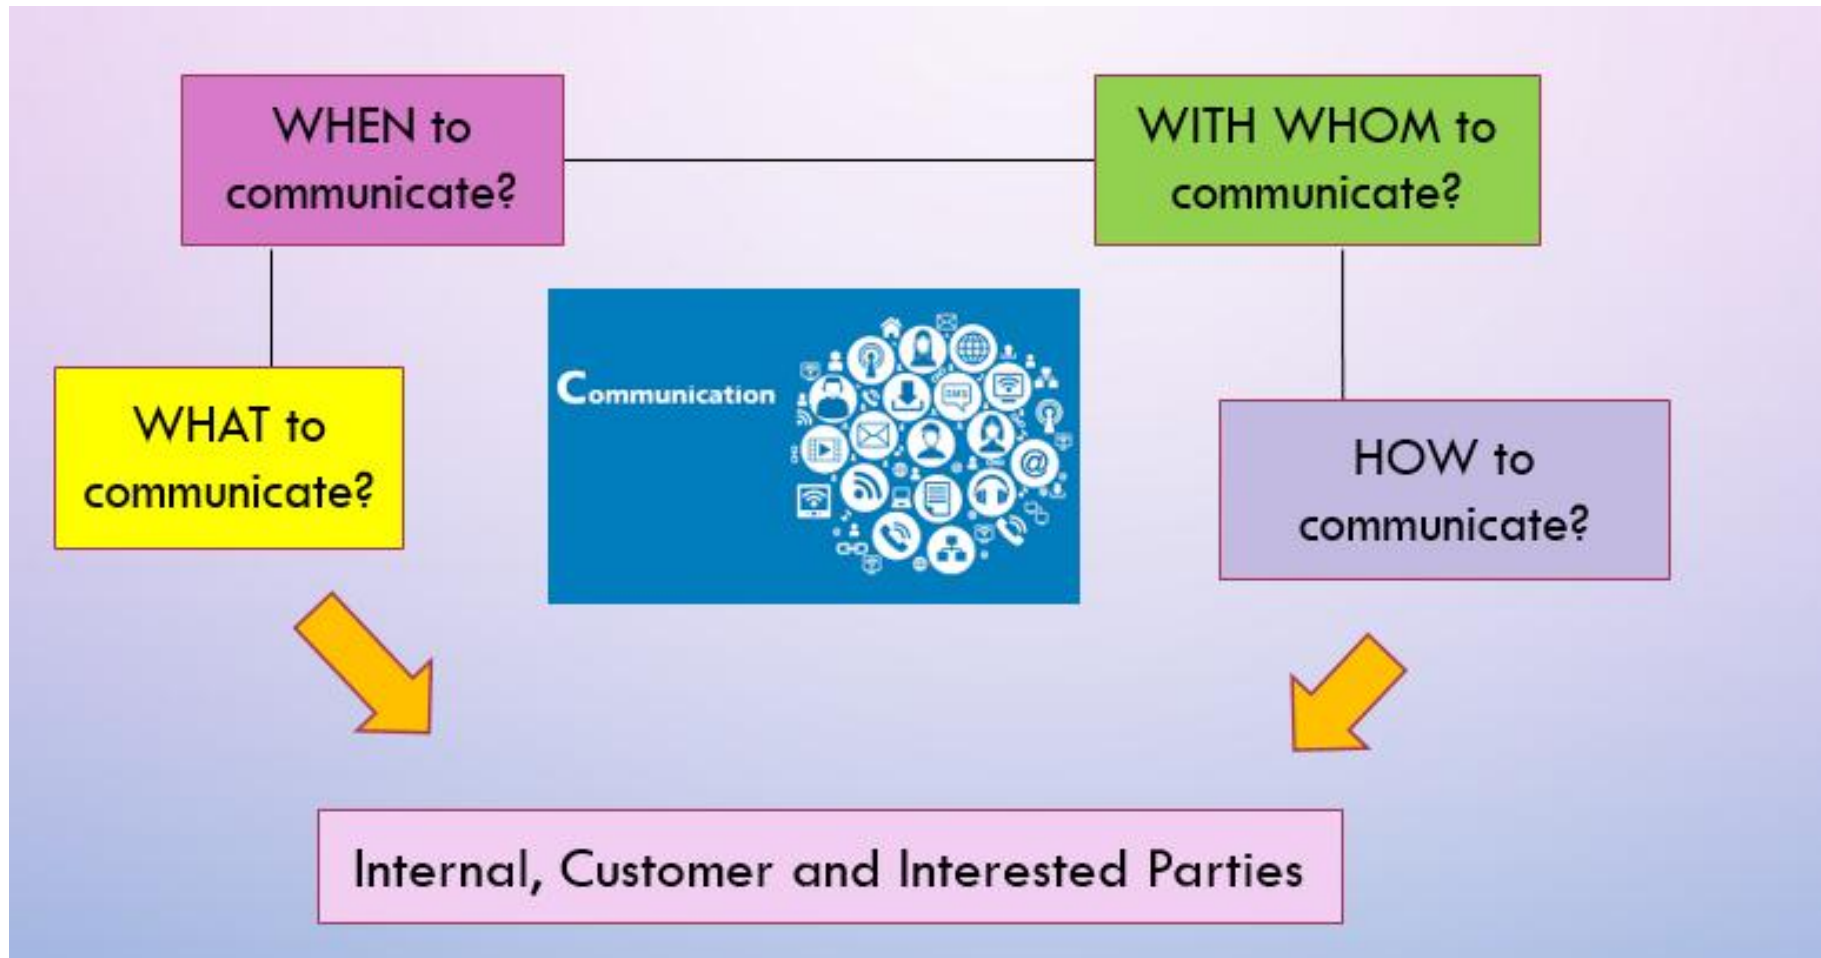 WHEN to
communicate?
WITH WHOM to
communicate?
Communication
SMS
@
WHAT to
communicate?
HOW to
communicate?
Internal, Customer and Interested Parties